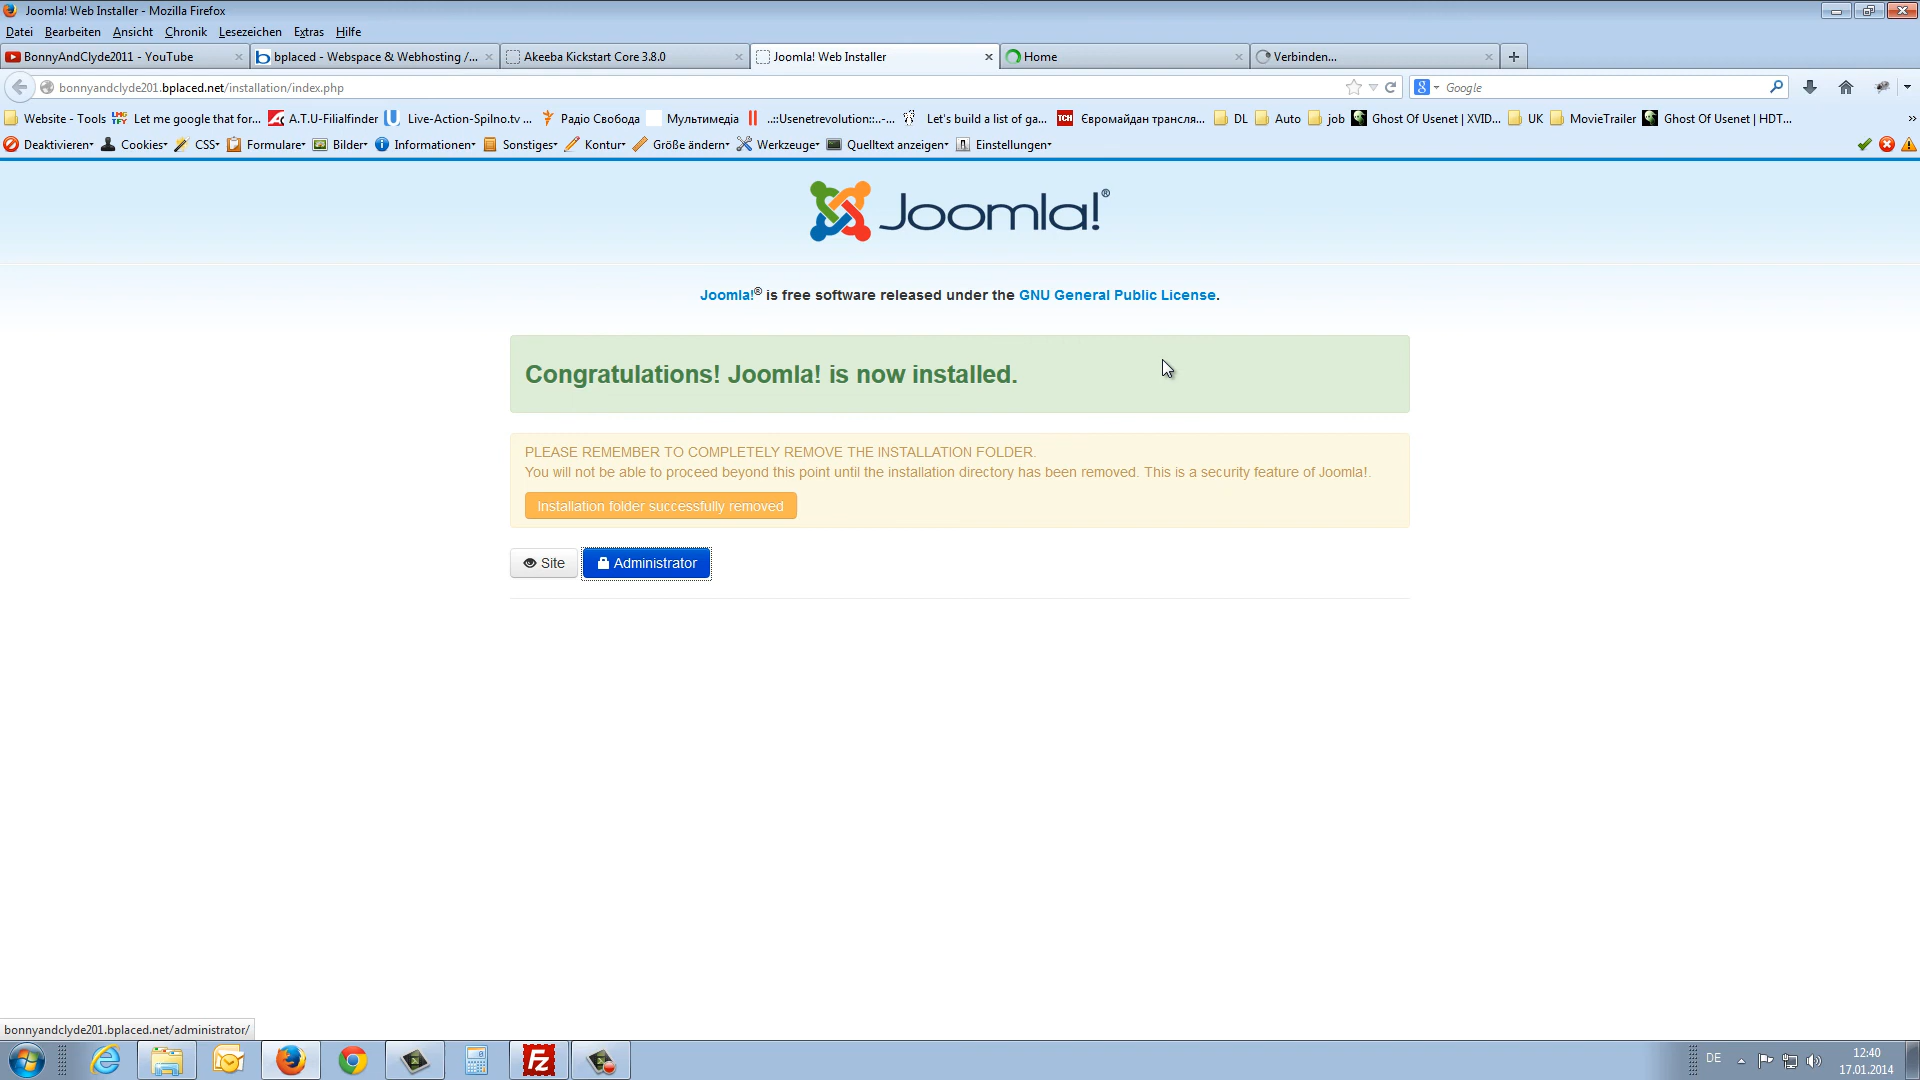 Joomla! Web Installer - Mozilla Firefox
Datei Bearbeiten Ansicht Chronik Lesezeichen Extras Hilfe
BonnyAndClyde2011 - YouTube bplaced - Webspace & Webhosting /... Akeeba Kickstart Core 3.8.0 Joomla! Web Installer Home Verbinden...
bonnyandclyde201.bplaced.net/installation/index.php Google
Website - Tools LMG TFY Let me google that for... A.T.U-Filialfinder Live-Action-Spilno.tv ... Радіо Свобода Мультимедіа ..::Usenetrevolution::..-... Let's build a list of ga... ТСН Євромайдан трансля... DL Auto job Ghost Of Usenet | XVID... UK MovieTrailer Ghost Of Usenet | HDT...
Deaktivieren Cookies CSS Formulare Bilder Informationen Sonstiges Kontur Größe ändern Werkzeuge Quelltext anzeigen Einstellungen
Joomla!®
Joomla!® is free software released under the GNU General Public License.
Congratulations! Joomla! is now installed.
PLEASE REMEMBER TO COMPLETELY REMOVE THE INSTALLATION FOLDER.
You will not be able to proceed beyond this point until the installation directory has been removed. This is a security feature of Joomla!.
Installation folder successfully removed
Site Administrator
bonnyandclyde201.bplaced.net/administrator/
DE 12:40
17.01.2014